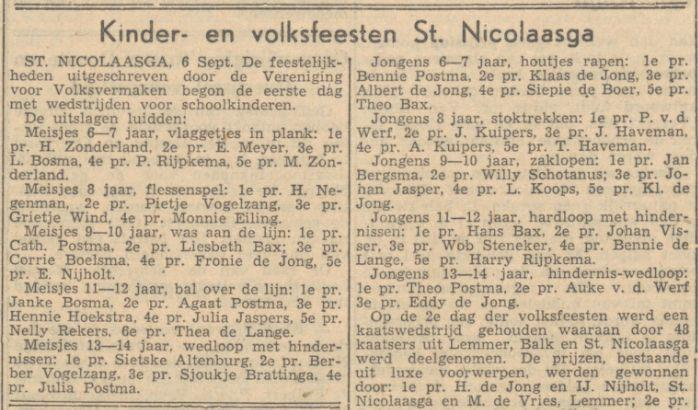 Kinder- en volksfeesten St. Nicolaasga
ST. NICOLAASGA, 6 Sept. De feestelijk-
heden uitgeschreven door de Vereniging
voor Volksvermaken begon de eerste dag
met wedstrijden voor schoolkinderen.
De uitslagen luidden:
Meisjes 6—7 jaar, vlaggetjes in plank: 1e
pr. H. Zonderland, 2e pr. E. Meyer, 3e pr.
L. Bosma, 4e pr. P. Rijpkema, 5e pr. M. Zon-
derland.
Meisjes 8 jaar, flessenspel: 1e pr. H. Ne-
genman, 2e pr. Pietje Vogelzang, 3e pr.
Grietje Wind, 4e pr. Monnie Eiling.
Meisjes 9—10 jaar, was aan de lijn: 1e pr.
Cath. Postma, 2e pr. Liesbeth Bax; 3e pr.
Corrie Boelsma, 4e pr. Fronie de Jong, 5e
pr. E. Nijholt.
Meisjes 11—12 jaar, bal over de lijn: 1e pr.
Janke Bosma, 2e pr. Agaat Postma, 3e pr.
Hennie Hoekstra, 4e pr. Julia Jaspers, 5e pr.
Nelly Rekers, 6e pr. Thea de Lange.
Meisjes 13—14 jaar, wedloop met hinder-
nissen: 1e pr. Sietske Altenburg, 2e pr. Ber-
ber Vogelzang, 3e pr. Sjoukje Brattinga, 4e
pr. Julia Postma.
Jongens 6—7 jaar, houtjes rapen: 1e pr.
Bennie Postma, 2e pr. Klaas de Jong, 3e pr.
Albert de Jong, 4e pr. Siepie de Boer, 5e pr.
Theo Bax.
Jongens 8 jaar, stoktrekken: 1e pr. P. v. d.
Werf, 2e pr. J. Kuipers, 3e pr. J. Haveman,
4e pr. A. Kuipers, 5e pr. T. Haveman.
Jongens 9—10 jaar, zaklopen: 1e pr. Jan
Bergsma, 2e pr. Willy Schotanus; 3e pr. Jo-
han Jasper, 4e pr. L. Koops, 5e pr. Kl. de
Jong.
Jongens 11—12 jaar, hardloop met hinder-
nissen: 1e pr. Hans Bax, 2e pr. Johan Vis-
ser, 3e pr. Wob Steneker, 4e pr. Bennie de
Lange, 5e pr. Harry Rijpkema.
Jongens 13—14 jaar, hindernis-wedloop:
1e pr. Theo Postma, 2e pr. Auke v. d. Werf
3e pr. Eddy de Jong.
Op de 2e dag der volksfeesten werd een
kaatswedstrijd gehouden waaraan door 48
kaatsers uit Lemmer, Balk en St. Nicolaasga
werd deelgenomen. De prijzen, bestaande
uit luxe voorwerpen, werden gewonnen
door: 1e pr. H. de Jong en IJ. Nijholt, St.
Nicolaasga en M. de Vries, Lemmer; 2e pr.